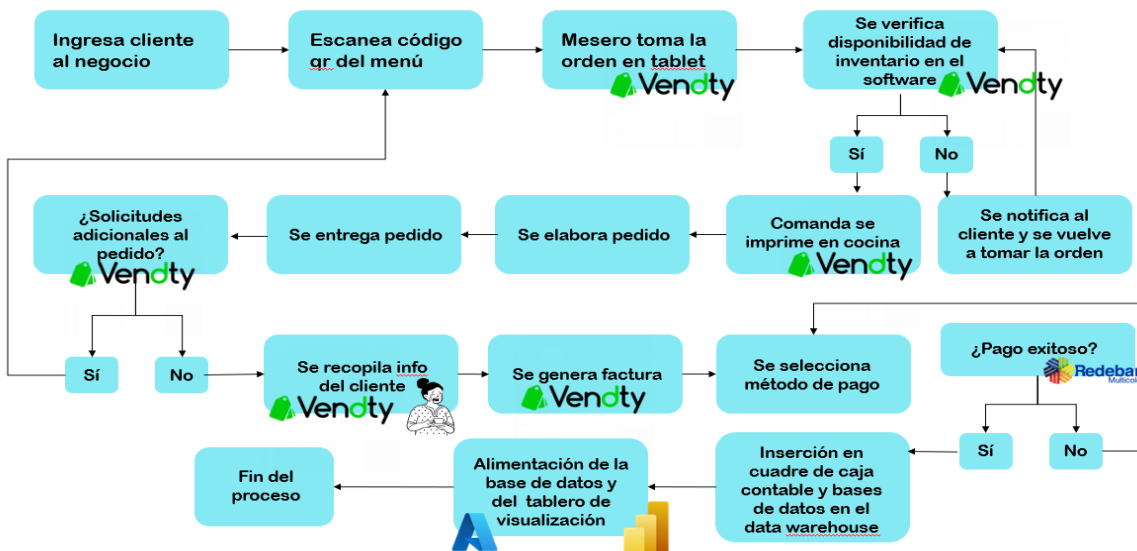 Ingresa cliente
al negocio
Escanea código
qr del menú
Mesero toma la
orden en tablet
Vendty
Se verifica
disponibilidad de
inventario en el
software
Vendty
Sí
No
¿Solicitudes
adicionales al
pedido?
Vendty
Se entrega pedido
Se elabora pedido
Comanda se
imprime en cocina
Vendty
Se notifica al
cliente y se vuelve
a tomar la orden
Sí
No
Se recopila info
del cliente
Vendty
Se genera factura
Vendty
Se selecciona
método de pago
¿Pago exitoso?
Redeban
Multicol
Sí
No
Fin del
proceso
Alimentación de la
base de datos y
del tablero de
visualización
Inserción en
cuadre de caja
contable y bases
de datos en el
data warehouse